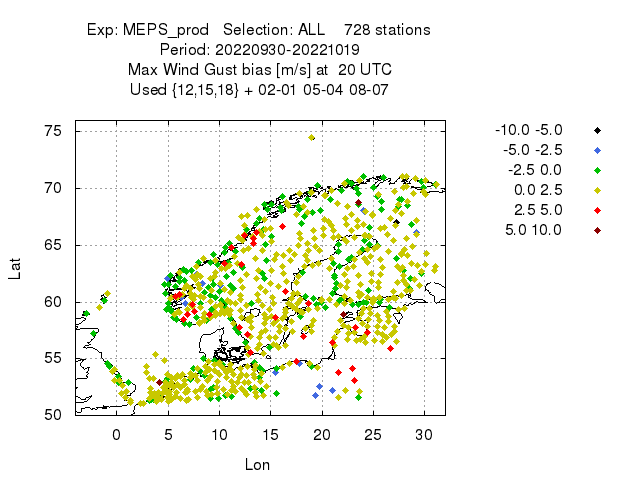 Exp: MEPS_prod   Selection: ALL    728 stations
Period: 20220930-20221019
Max Wind Gust bias [m/s] at  20 UTC
Used {12,15,18} + 02-01 05-04 08-07
-10.0 -5.0
-5.0 -2.5
-2.5 0.0
0.0 2.5
2.5 5.0
5.0 10.0
75
70
65
60
55
50
Lat
0 5 10 15 20 25 30
Lon